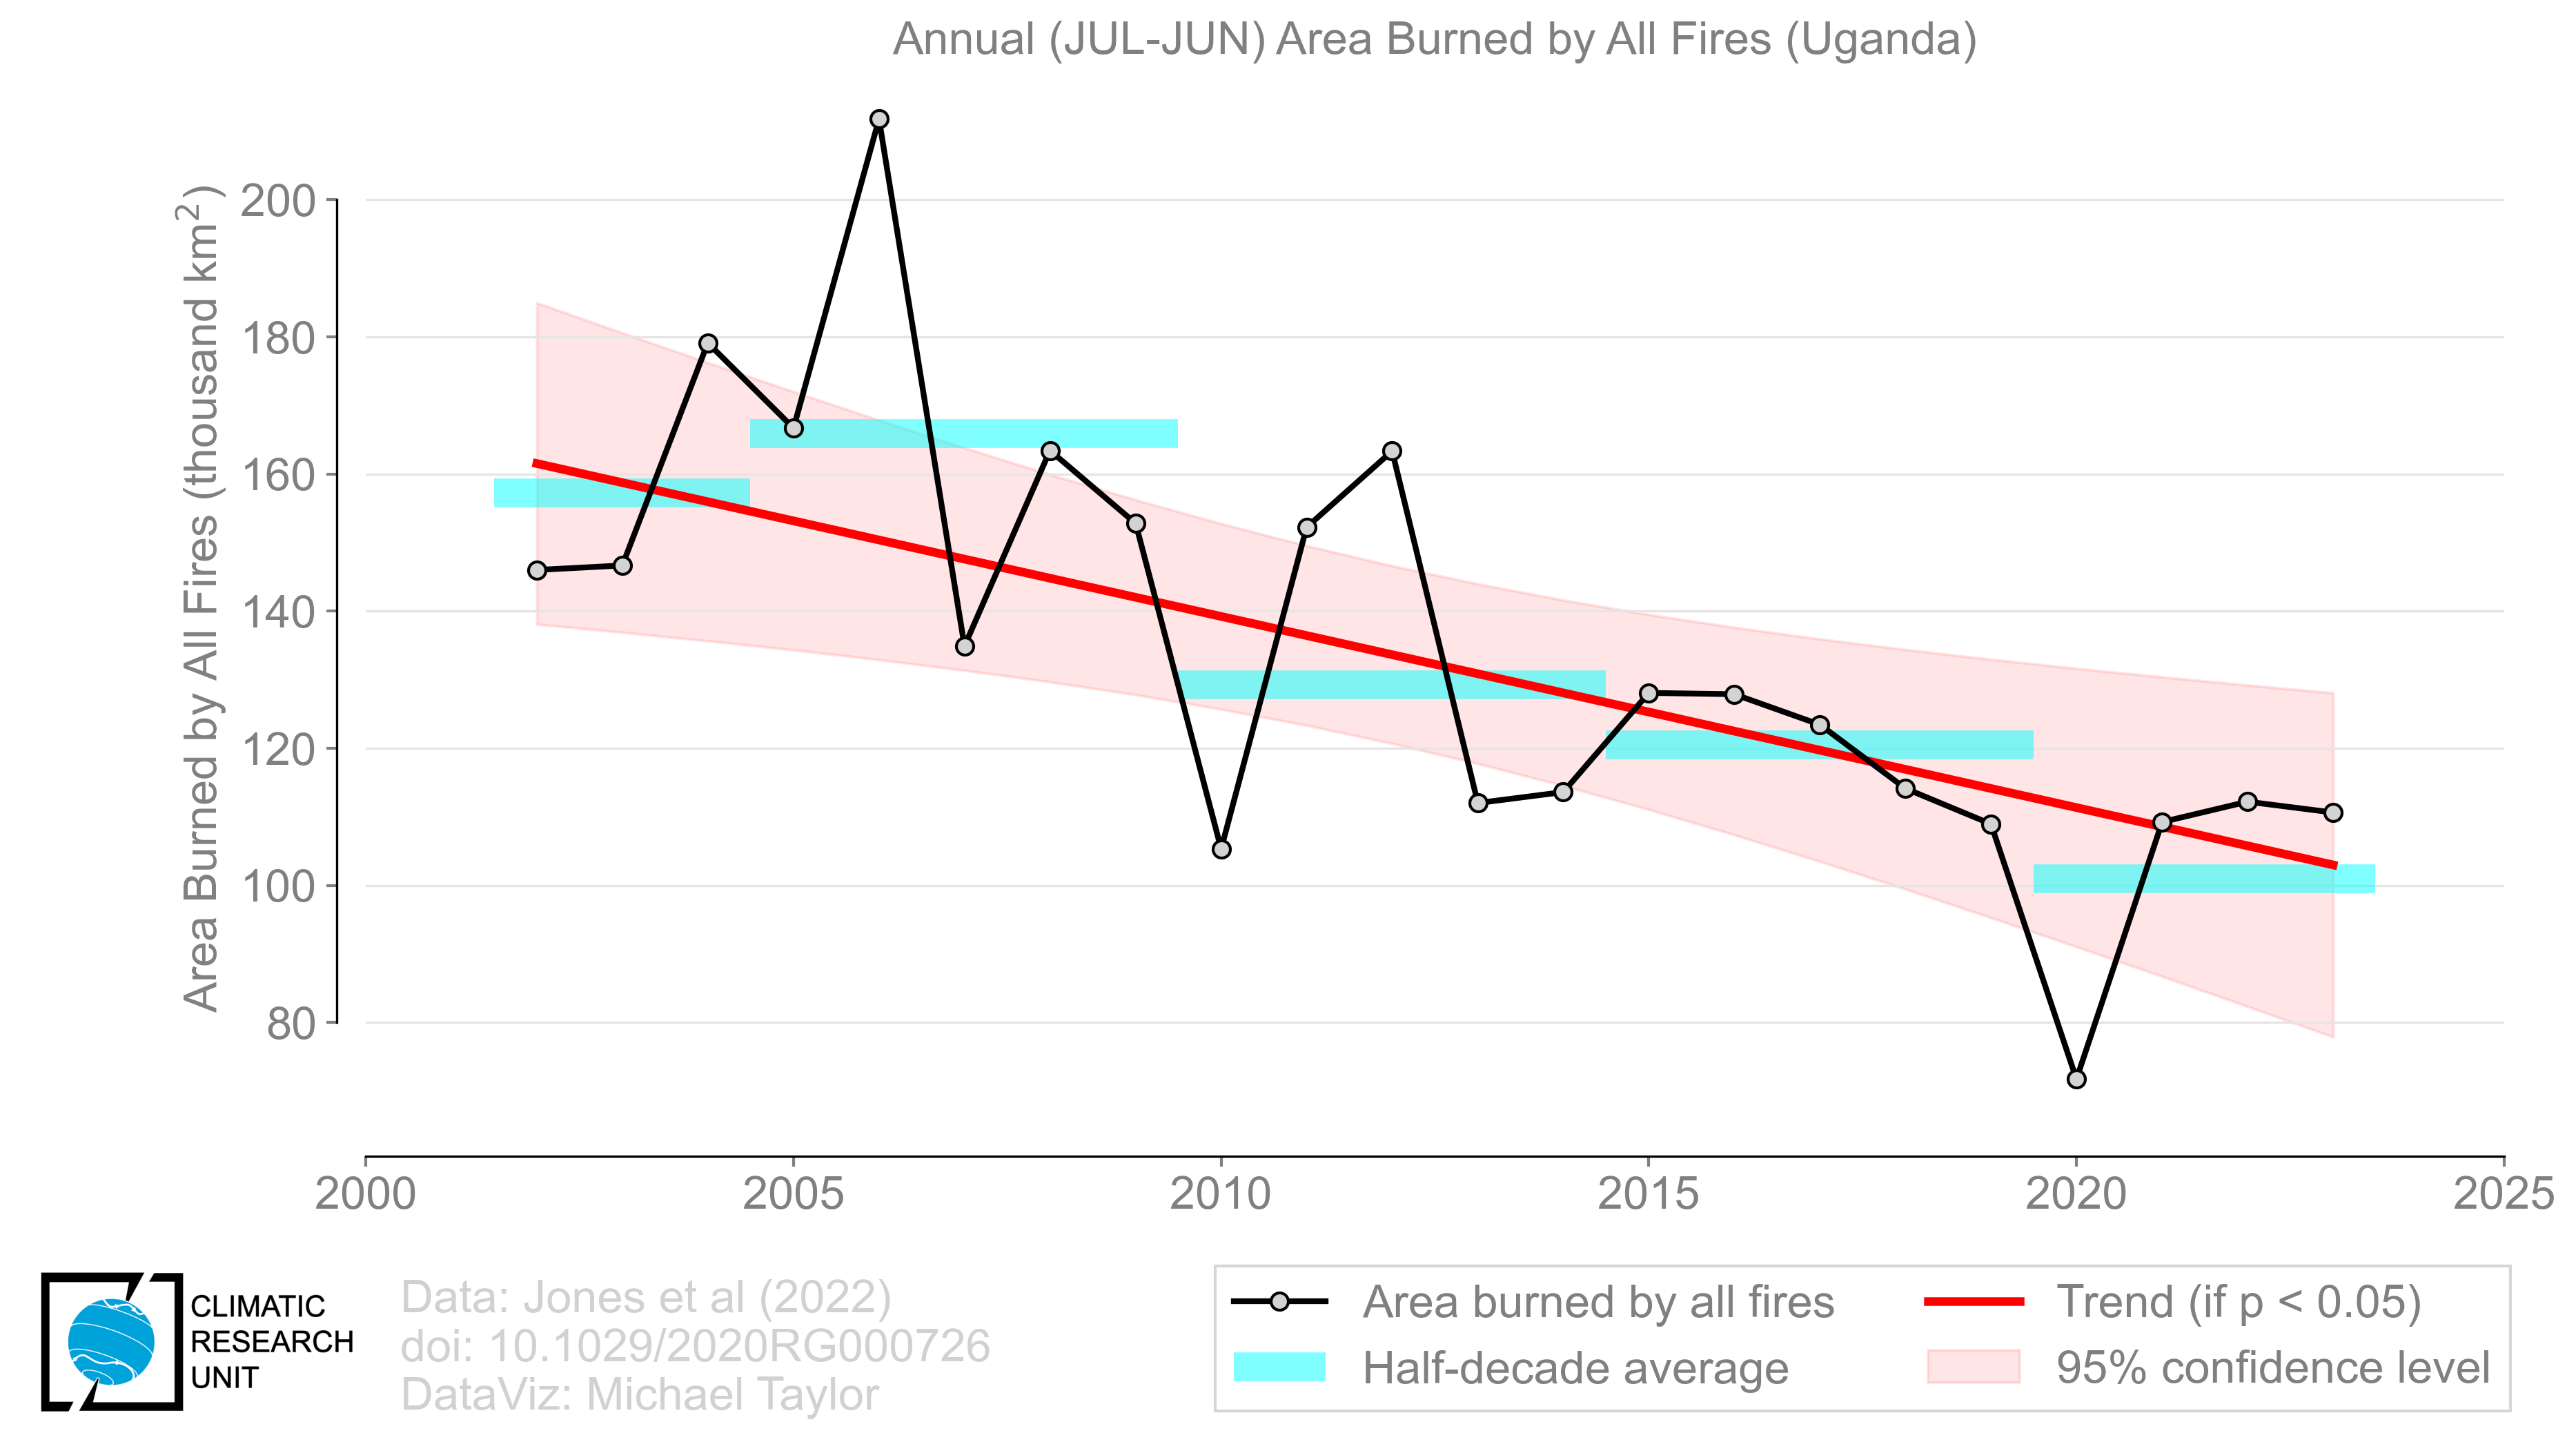 Annual (JUL-JUN) Area Burned by All Fires (Uganda)
Area Burned by All Fires (thousand km²)
200
180
160
140
120
100
80
2000 2005 2010 2015 2020 2025
CLIMATIC
RESEARCH
UNIT
Data: Jones et al (2022)
doi: 10.1029/2020RG000726
DataViz: Michael Taylor
Area burned by all fires
Half-decade average
Trend (if p < 0.05)
95% confidence level